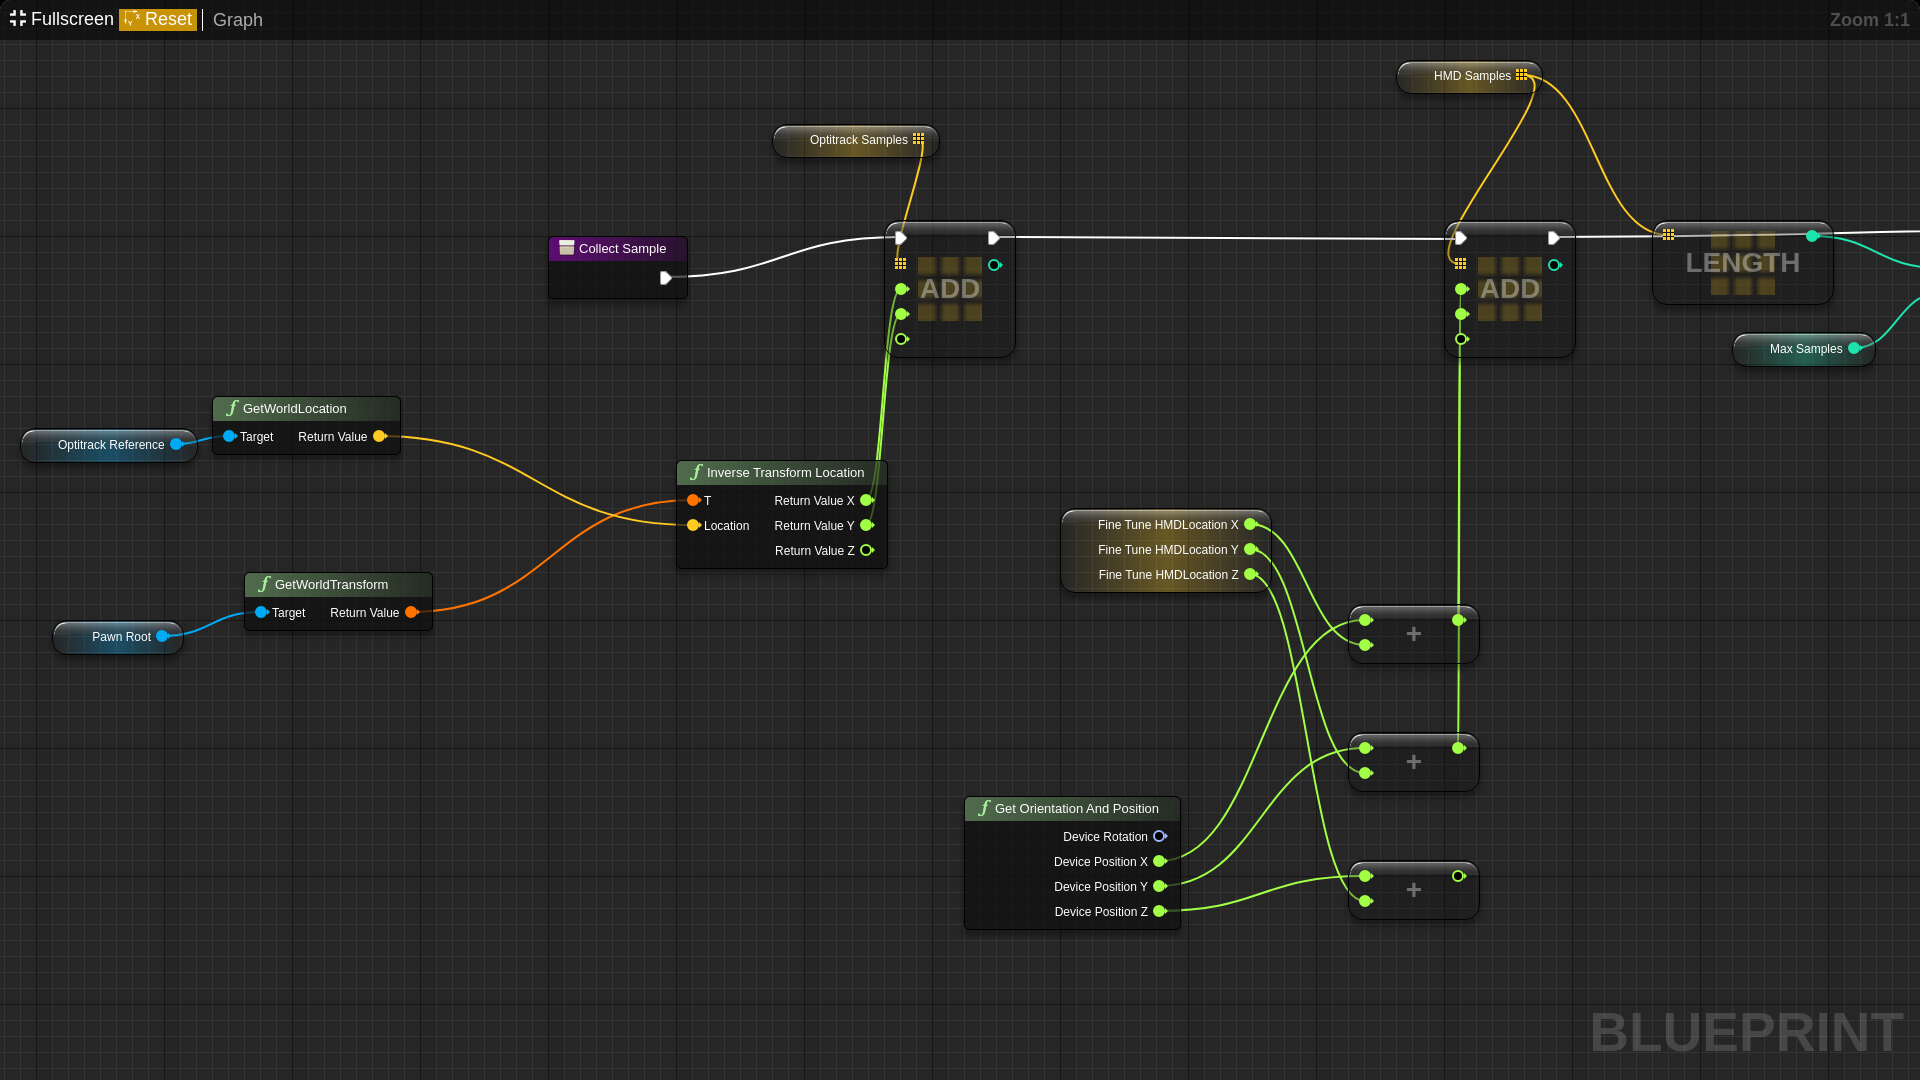 Fullscreen Reset Graph
Zoom 1:1
HMD Samples
Optitrack Samples
Collect Sample
ADD
ADD
LENGTH
Max Samples
GetWorldLocation
Optitrack Reference
Target Return Value
Inverse Transform Location
T Return Value X
Location Return Value Y
Return Value Z
Fine Tune HMDLocation X
Fine Tune HMDLocation Y
Fine Tune HMDLocation Z
GetWorldTransform
Target Return Value
Pawn Root
+
+
Get Orientation And Position
Device Rotation
Device Position X
Device Position Y
Device Position Z
+
BLUEPRINT